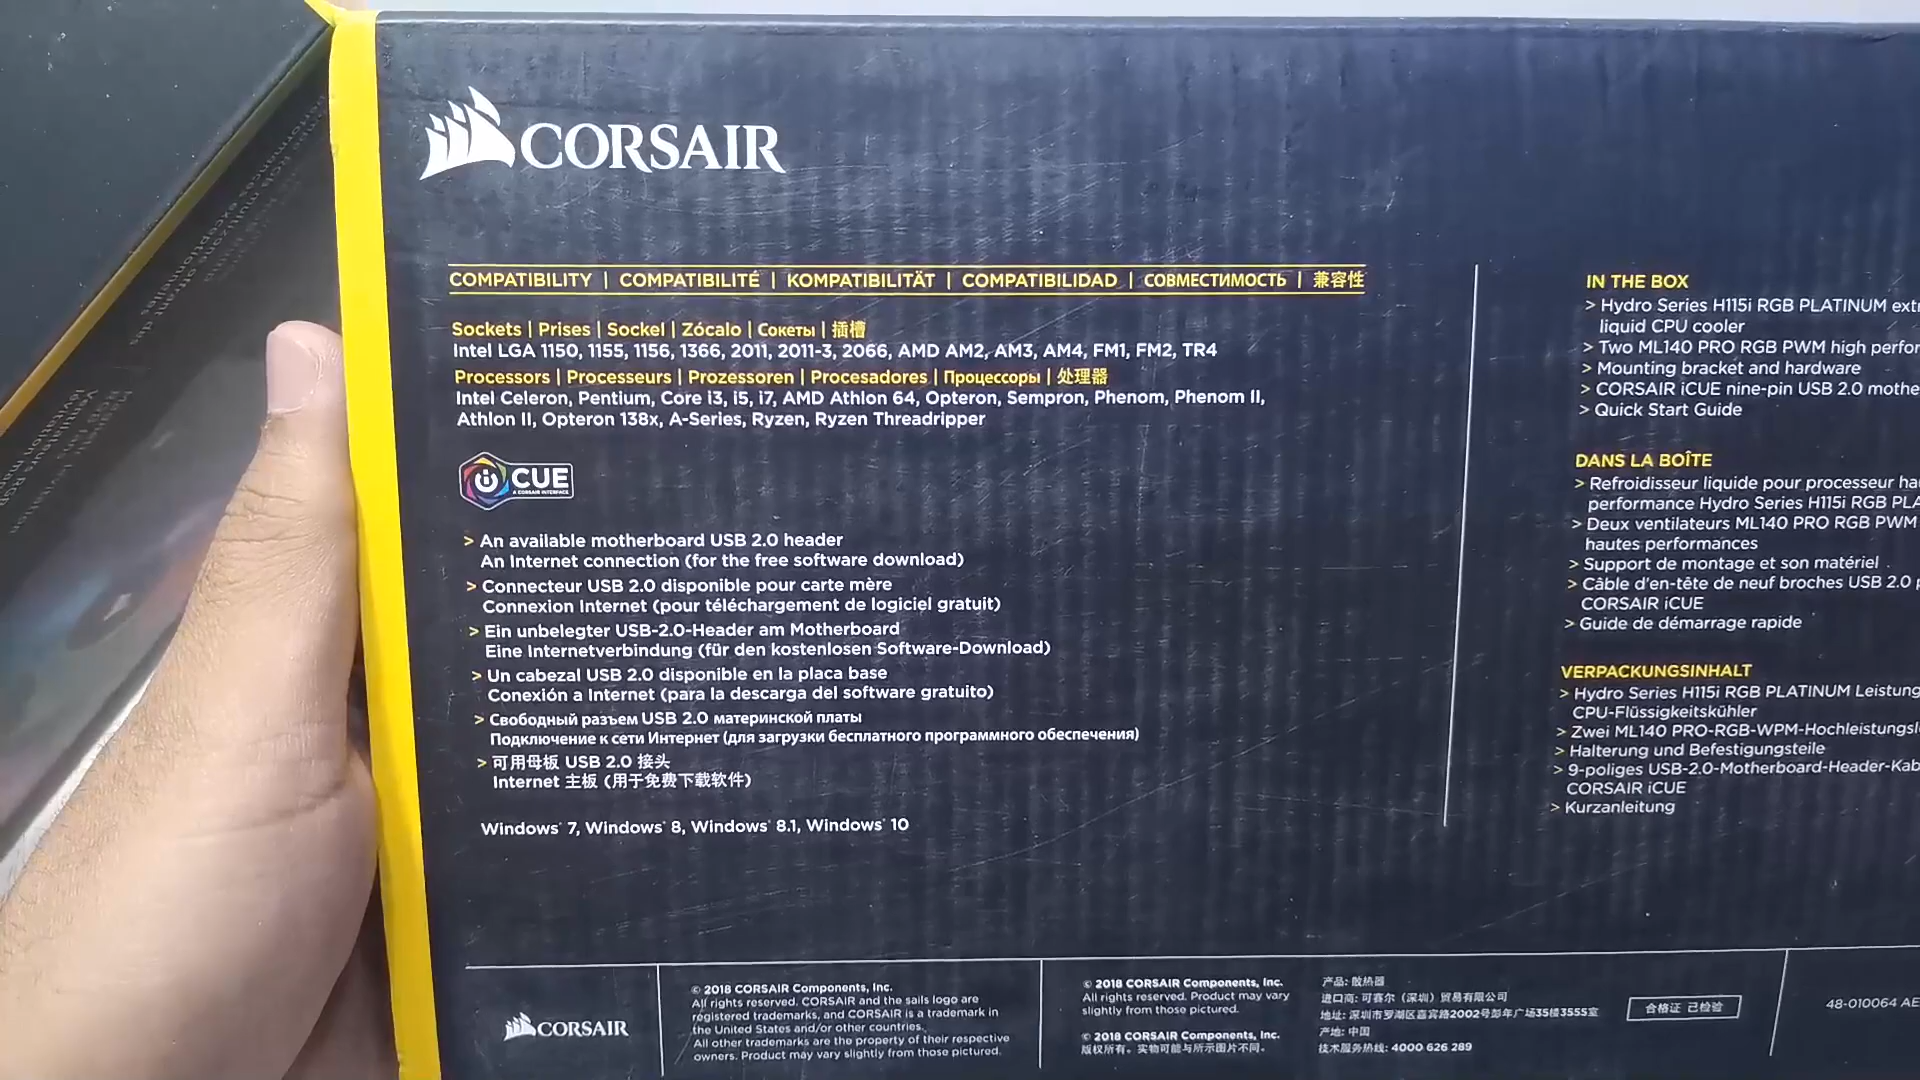 CORSAIR
COMPATIBILITY | COMPATIBILITÉ | KOMPATIBILITÄT | COMPATIBILIDAD | СОВМЕСТИМОСТЬ | 兼容性
Sockets | Prises | Sockel | Zócalo | Сокеты | 插槽
Intel LGA 1150, 1155, 1156, 1366, 2011, 2011-3, 2066, AMD AM2, AM3, AM4, FM1, FM2, TR4
Processors | Processeurs | Prozessoren | Procesadores | Процессоры | 处理器
Intel Celeron, Pentium, Core i3, i5, i7, AMD Athlon 64, Opteron, Sempron, Phenom, Phenom II,
Athlon II, Opteron 138x, A-Series, Ryzen, Ryzen Threadripper
iCUE
A CORSAIR INTERFACE
> An available motherboard USB 2.0 header
An Internet connection (for the free software download)
> Connecteur USB 2.0 disponible pour carte mère
Connexion Internet (pour téléchargement de logiciel gratuit)
> Ein unbelegter USB-2.0-Header am Motherboard
Eine Internetverbindung (für den kostenlosen Software-Download)
> Un cabezal USB 2.0 disponible en la placa base
Conexión a Internet (para la descarga del software gratuito)
> Свободный разъем USB 2.0 материнской платы
Подключение к сети Интернет (для загрузки бесплатного программного обеспечения)
> 可用母板 USB 2.0 接头
Internet 主板 (用于免费下载软件)
Windows® 7, Windows® 8, Windows® 8.1, Windows® 10
IN THE BOX
> Hydro Series H115i RGB PLATINUM
liquid CPU cooler
> Two ML140 PRO RGB PWM high
> Mounting bracket and hardware
> CORSAIR iCUE nine-pin USB 2.0
> Quick Start Guide
DANS LA BOÎTE
> Refroidisseur liquide pour processeur
performance Hydro Series H115i RGB
> Deux ventilateurs ML140 PRO RGB PWM
hautes performances
> Support de montage et son matériel
> Câble d'en-tête de neuf broches USB 2.0
CORSAIR iCUE
> Guide de démarrage rapide
VERPACKUNGSINHALT
> Hydro Series H115i RGB PLATINUM
CPU-Flüssigkeitskühler
> Zwei ML140 PRO-RGB-WPM-
> Halterung und Befestigungsteile
> 9-poliges USB-2.0-Motherboard-Header-
CORSAIR iCUE
> Kurzanleitung
CORSAIR
© 2018 CORSAIR Components, Inc.
All rights reserved. CORSAIR and the sails logo are
registered trademarks, and CORSAIR is a trademark in
the United States and/or other countries.
All other trademarks are the property of their respective
owners. Product may vary slightly from those pictured.
© 2018 CORSAIR Components, Inc.
All rights reserved. Product may vary
slightly from those pictured.
© 2018 CORSAIR Components, Inc.
版权所有。实物可能与所示图片不同。
产品: 散热器
进口商: 可赛尔（深圳）贸易有限公司
地址: 深圳市罗湖区嘉宾路2002号彭年广场35楼3555室
产地: 中国
技术服务热线: 4000 626 289
合格证 已检验
48-010064